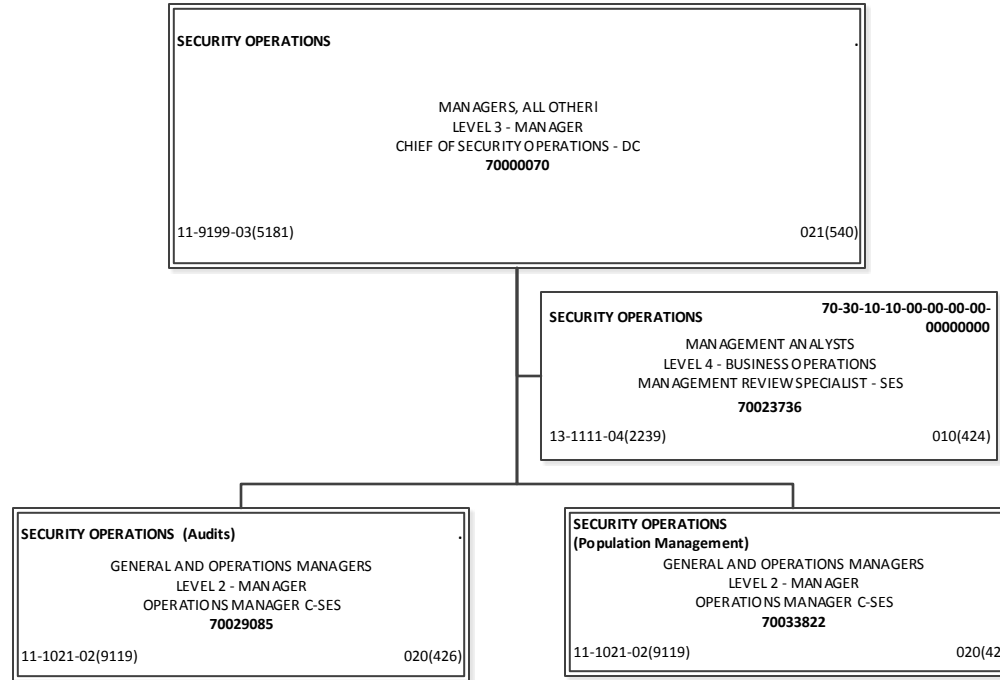 SECURITY OPERATIONS .
MANAGERS, ALL OTHERI
LEVEL 3 - MANAGER
CHIEF OF SECURITY OPERATIONS - DC
70000070
11-9199-03(5181) 021(540)
SECURITY OPERATIONS 70-30-10-10-00-00-00-00-
00000000
MANAGEMENT ANALYSTS
LEVEL 4 - BUSINESS OPERATIONS
MANAGEMENT REVIEW SPECIALIST - SES
70023736
13-1111-04(2239) 010(424)
SECURITY OPERATIONS (Audits) .
GENERAL AND OPERATIONS MANAGERS
LEVEL 2 - MANAGER
OPERATIONS MANAGER C-SES
70029085
11-1021-02(9119) 020(426)
SECURITY OPERATIONS
(Population Management)
GENERAL AND OPERATIONS MANAGERS
LEVEL 2 - MANAGER
OPERATIONS MANAGER C-SES
70033822
11-1021-02(9119) 020(42